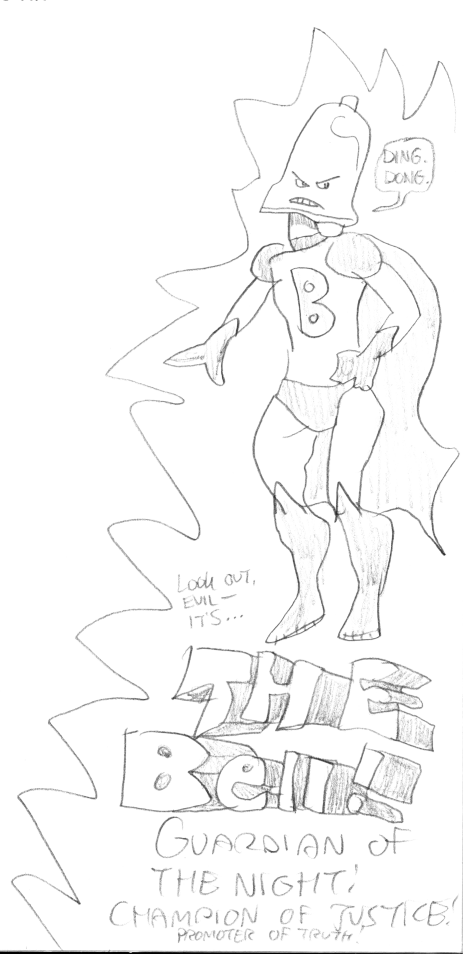 DING.
DONG.
B
LOOK OUT,
EVIL—
IT'S...
THE
Bell!!
GUARDIAN OF
THE NIGHT!
CHAMPION OF JUSTICE!
PROMOTER OF TRUTH!